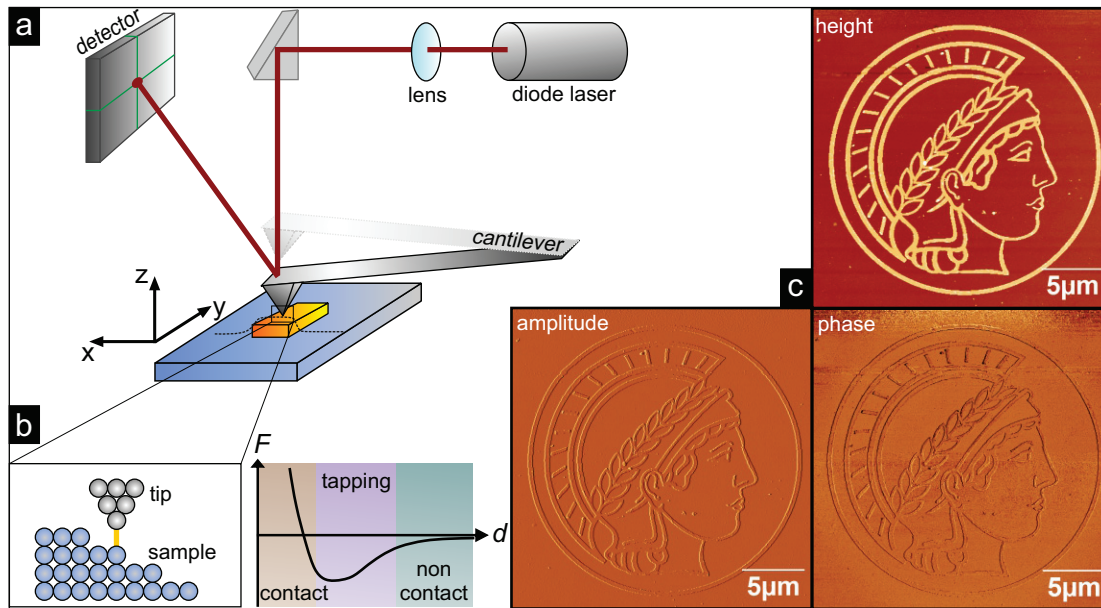 a
detector
lens
diode laser
cantilever
z
y
x
b
tip
sample
F
tapping
d
contact
non
contact
c
height
5µm
amplitude
5µm
phase
5µm